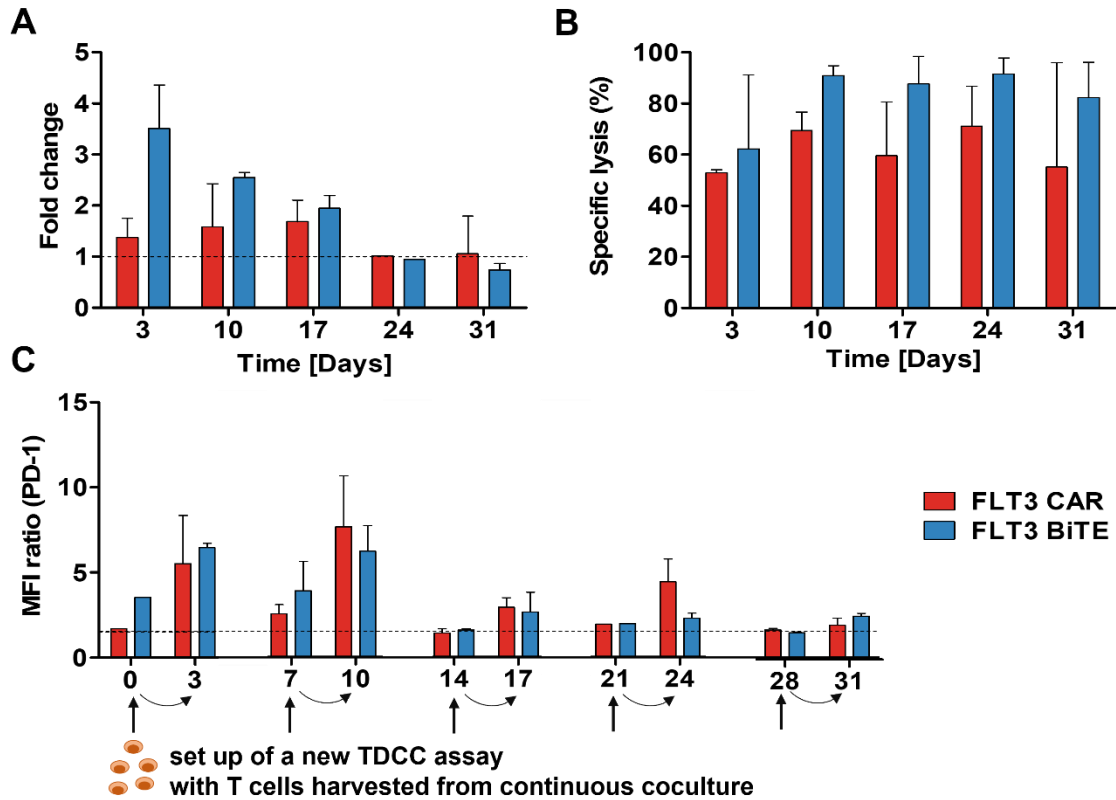 A
Fold change
5
4
3
2
1
0
3 10 17 24 31
Time [Days]
B
Specific lysis (%)
100
80
60
40
20
0
3 10 17 24 31
Time [Days]
C
MFI ratio (PD-1)
15
10
5
0
0 3 7 10 14 17 21 24 28 31
FLT3 CAR
FLT3 BiTE
set up of a new TDCC assay
with T cells harvested from continuous coculture